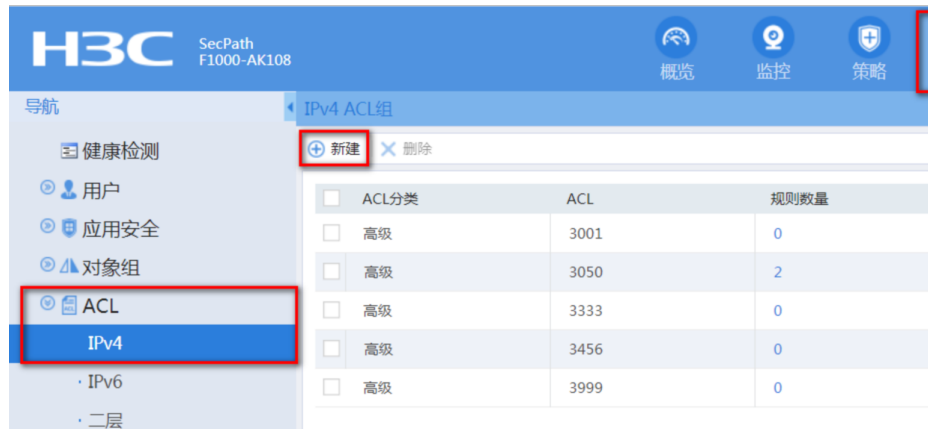 H3C
SecPath
F1000-AK108
概览
监控
策略
导航
IPv4 ACL组
健康检测
用户
应用安全
对象组
ACL
IPv4
· IPv6
· 二层
新建 删除
ACL分类 ACL 规则数量
高级 3001 0
高级 3050 2
高级 3333 0
高级 3456 0
高级 3999 0